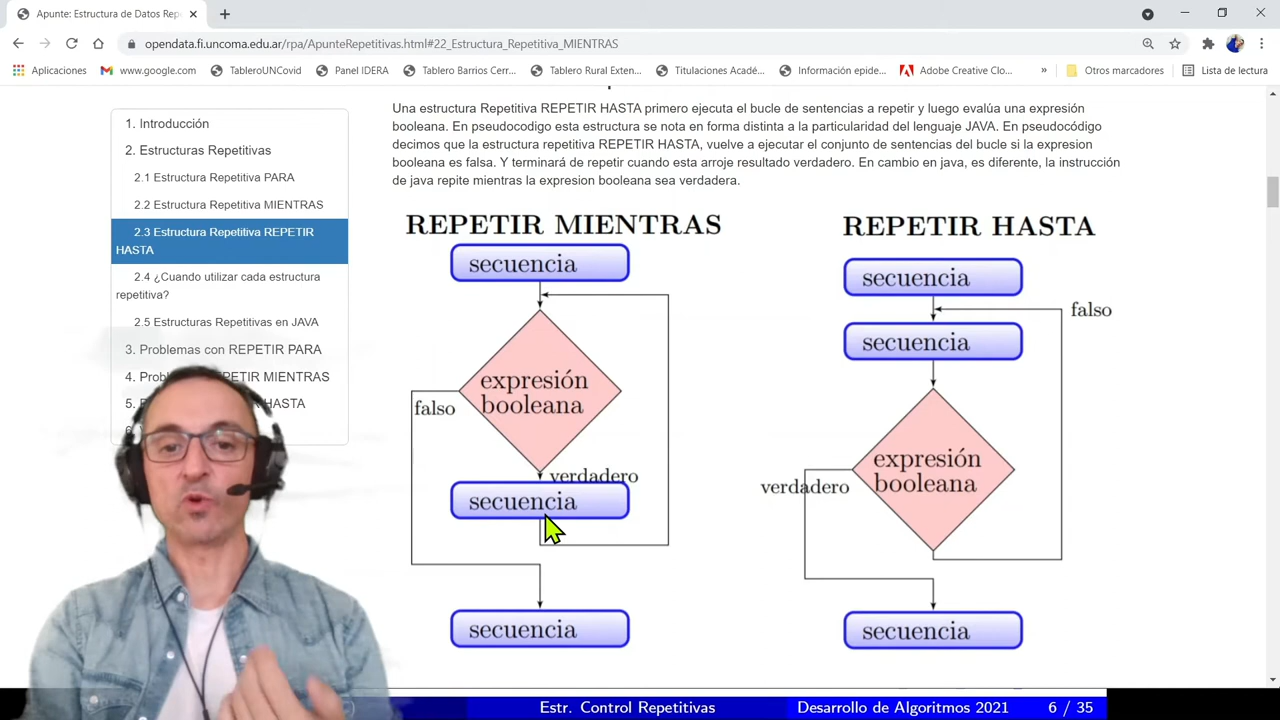 Apunte: Estructura de Datos Rep
opendata.fi.uncoma.edu.ar/rpa/ApunteRepetitivas.html#22_Estructura_Repetitiva_MIENTRAS
Aplicaciones
www.google.com
TableroUNCovid
Panel IDERA
Tablero Barrios Cerr...
Tablero Rural Exten...
Titulaciones Acadé...
Información epide...
Adobe Creative Clo...
»
Otros marcadores
Lista de lectura
1. Introducción
2. Estructuras Repetitivas
2.1 Estructura Repetitiva PARA
2.2 Estructura Repetitiva MIENTRAS
2.3 Estructura Repetitiva REPETIR
HASTA
2.4 ¿Cuando utilizar cada estructura
repetitiva?
2.5 Estructuras Repetitivas en JAVA
3. Problemas con REPETIR PARA
4. Prob PETIR MIENTRAS
5. HASTA
Una estructura Repetitiva REPETIR HASTA primero ejecuta el bucle de sentencias a repetir y luego evalúa una expresión
booleana. En pseudocodigo esta estructura se nota en forma distinta a la particularidad del lenguaje JAVA. En pseudocódigo
decimos que la estructura repetitiva REPETIR HASTA, vuelve a ejecutar el conjunto de sentencias del bucle si la expresion
booleana es falsa. Y terminará de repetir cuando esta arroje resultado verdadero. En cambio en java, es diferente, la instrucción
de java repite mientras la expresion booleana sea verdadera.
REPETIR MIENTRAS
secuencia
expresión
booleana
falso
verdadero
secuencia
secuencia
REPETIR HASTA
secuencia
falso
secuencia
expresión
booleana
verdadero
secuencia
Estr. Control Repetitivas
Desarrollo de Algoritmos 2021
6 / 35